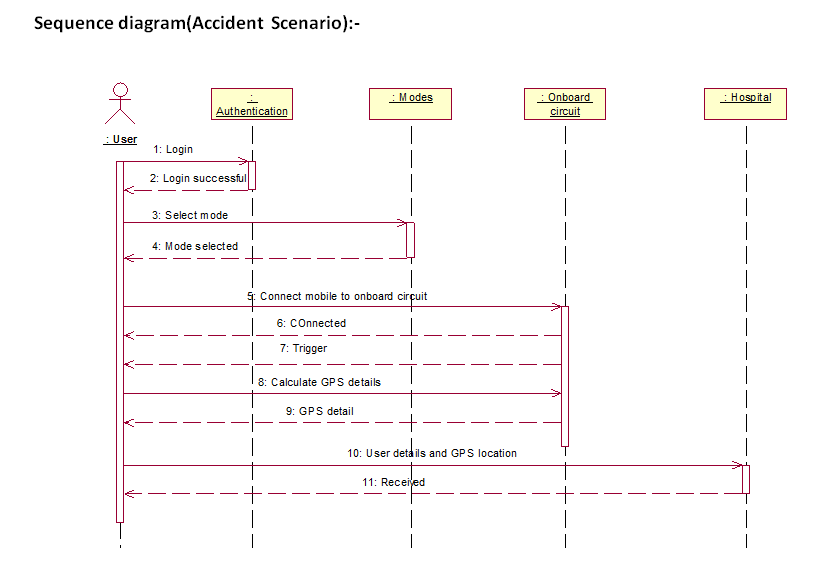 Sequence diagram(Accident Scenario):-
: User
:
Authentication
: Modes
: Onboard
circuit
: Hospital
1: Login
2: Login successful
3: Select mode
4: Mode selected
5: Connect mobile to onboard circuit
6: COnnected
7: Trigger
8: Calculate GPS details
9: GPS detail
10: User details and GPS location
11: Received